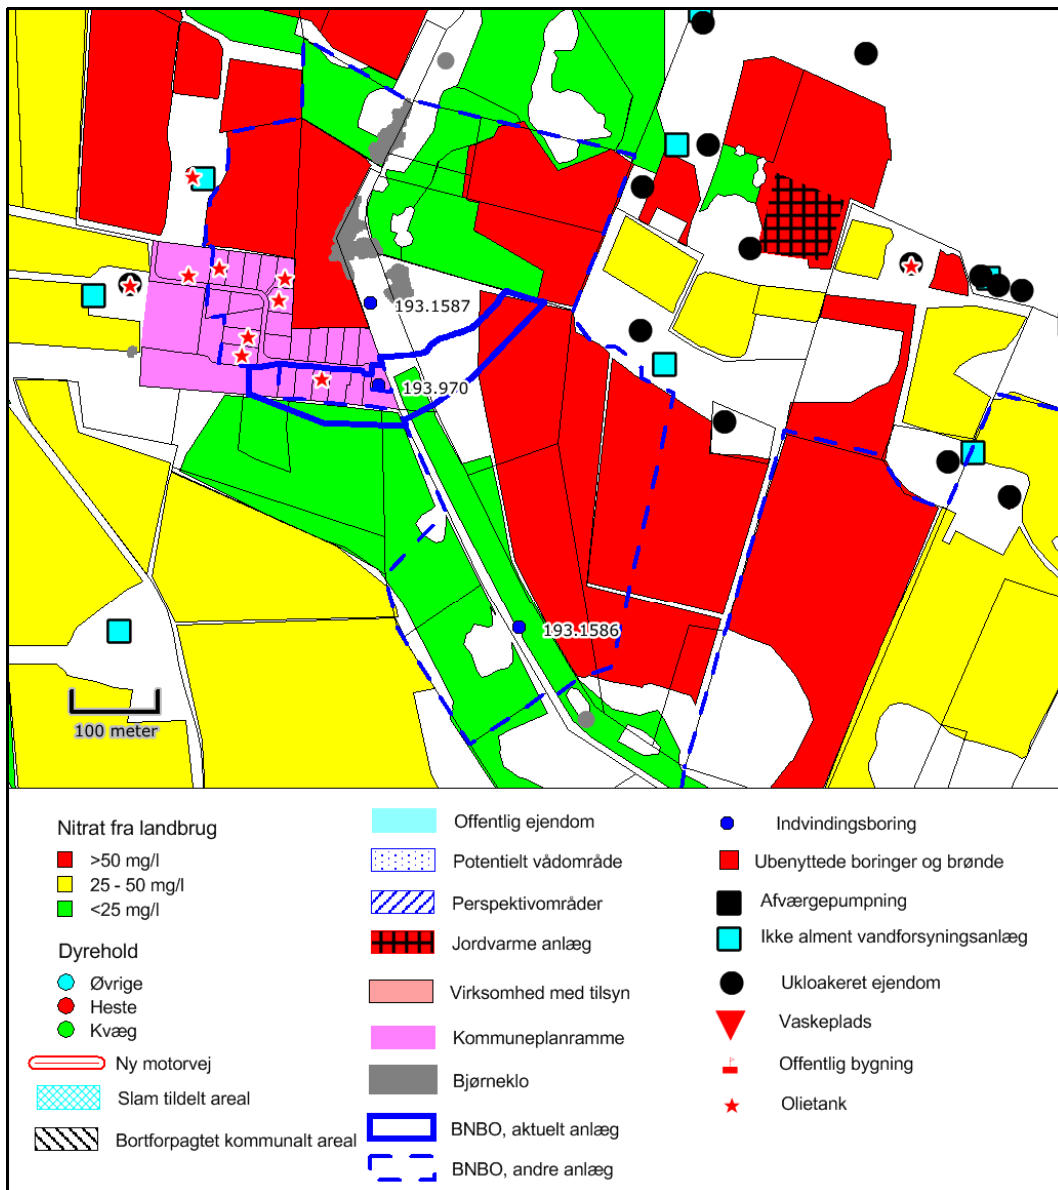 193.1587
193.970
193.1586
100 meter
Nitrat fra landbrug
>50 mg/l
25 - 50 mg/l
<25 mg/l
Dyrehold
Øvrige
Heste
Kvæg
Ny motorvej
Slam tildelt areal
Bortforpagtet kommunalt areal
Offentlig ejendom
Potentielt vådområde
Perspektivområder
Jordvarme anlæg
Virksomhed med tilsyn
Kommuneplanramme
Bjørneklo
BNBO, aktuelt anlæg
BNBO, andre anlæg
Indvindingsboring
Ubenyttede boringer og brønde
Afværgepumpning
Ikke alment vandforsyningsanlæg
Ukloakeret ejendom
Vaskeplads
Offentlig bygning
Olietank